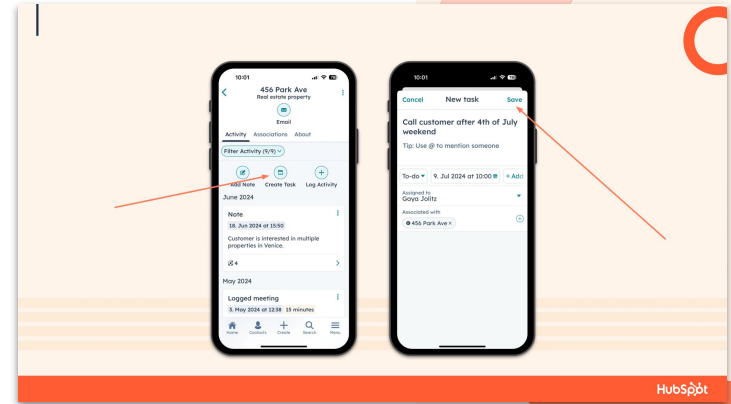 10:01
456 Park Ave
Real estate property
Email
Activity Associations About
Filter Activity (9/9)
Add Note Create Task Log Activity
June 2024
Note
18. Jun 2024 at 15:50
Customer is interested in multiple
properties in Venice.
4
May 2024
Logged meeting
3. May 2024 at 12:38 15 minutes
Home Contacts Create Search Menu
10:01
Cancel New task Save
Call customer after 4th of July
weekend
Tip: Use @ to mention someone
To-do 9. Jul 2024 at 10:00 + Add
Assigned to
Gaya Jolitz
Associated with
456 Park Ave ×
HubSpot